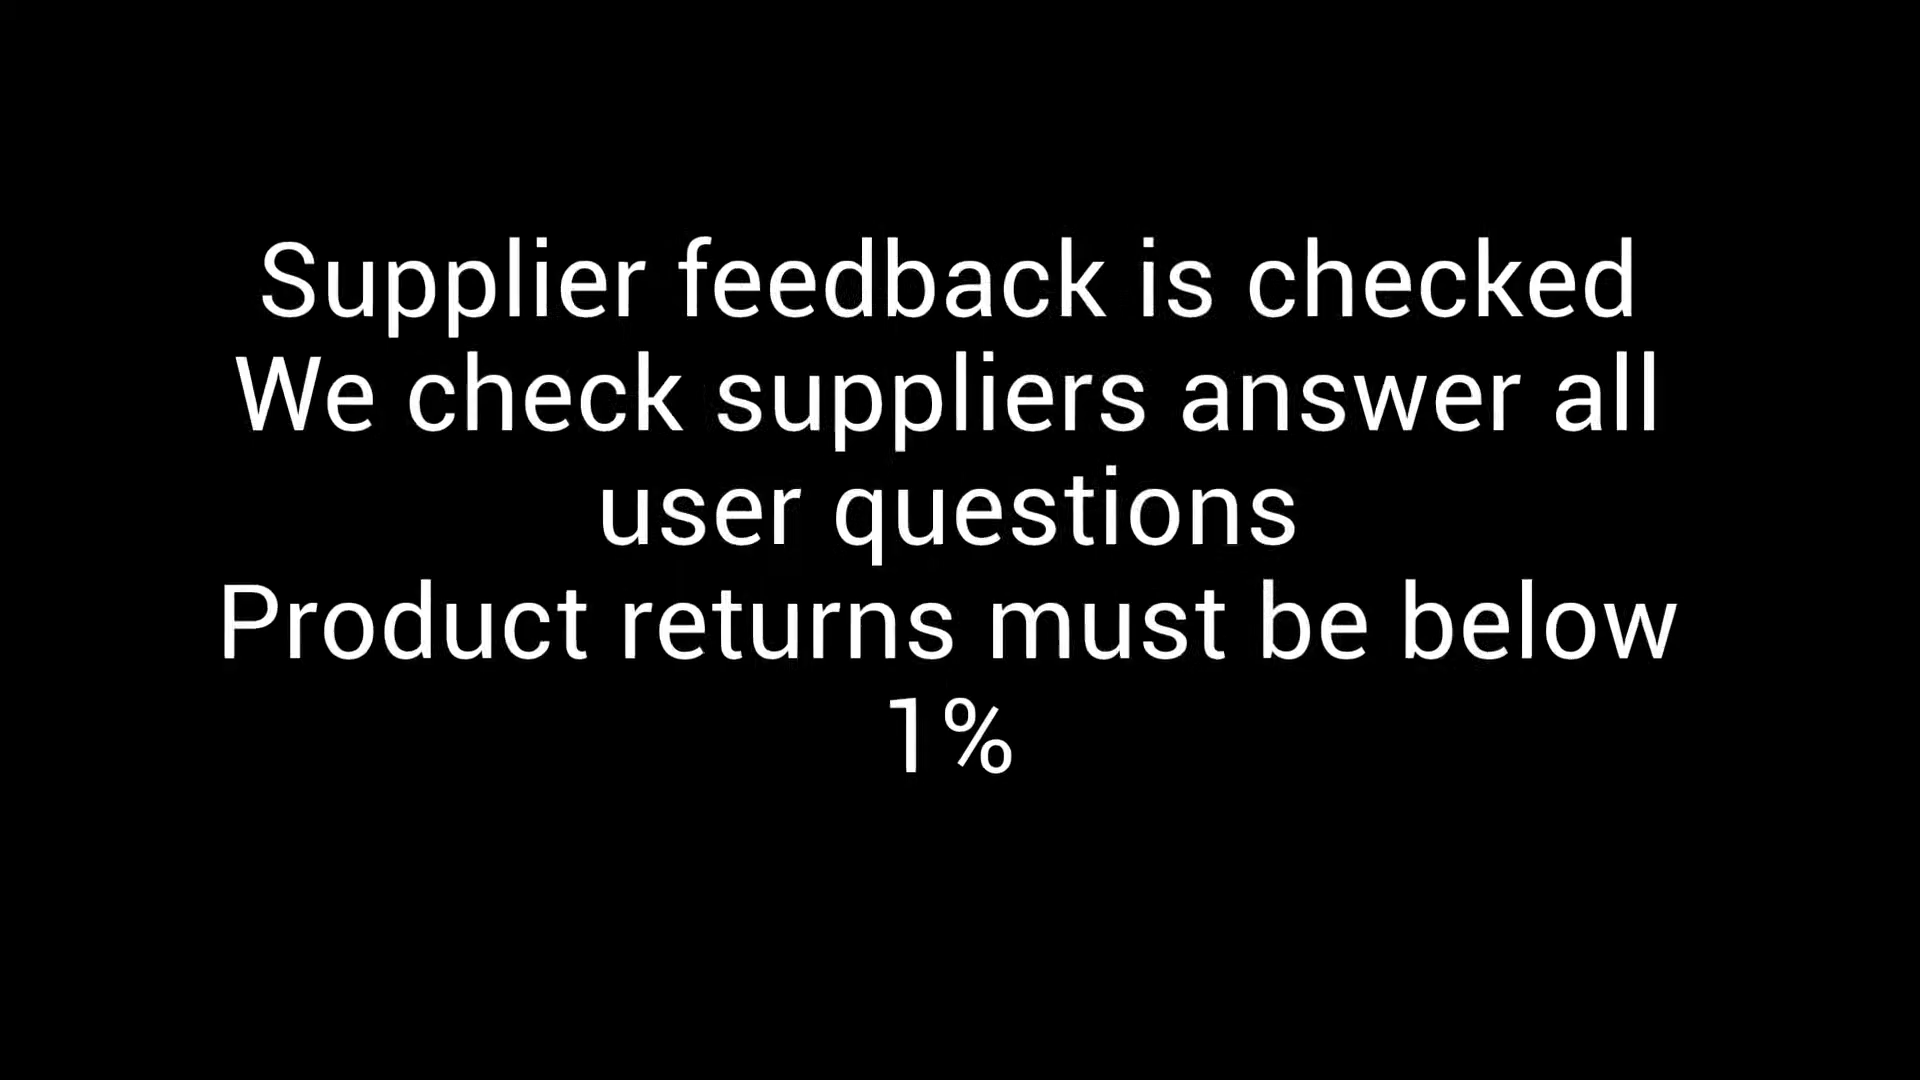 Supplier feedback is checked
We check suppliers answer all
user questions
Product returns must be below
1%